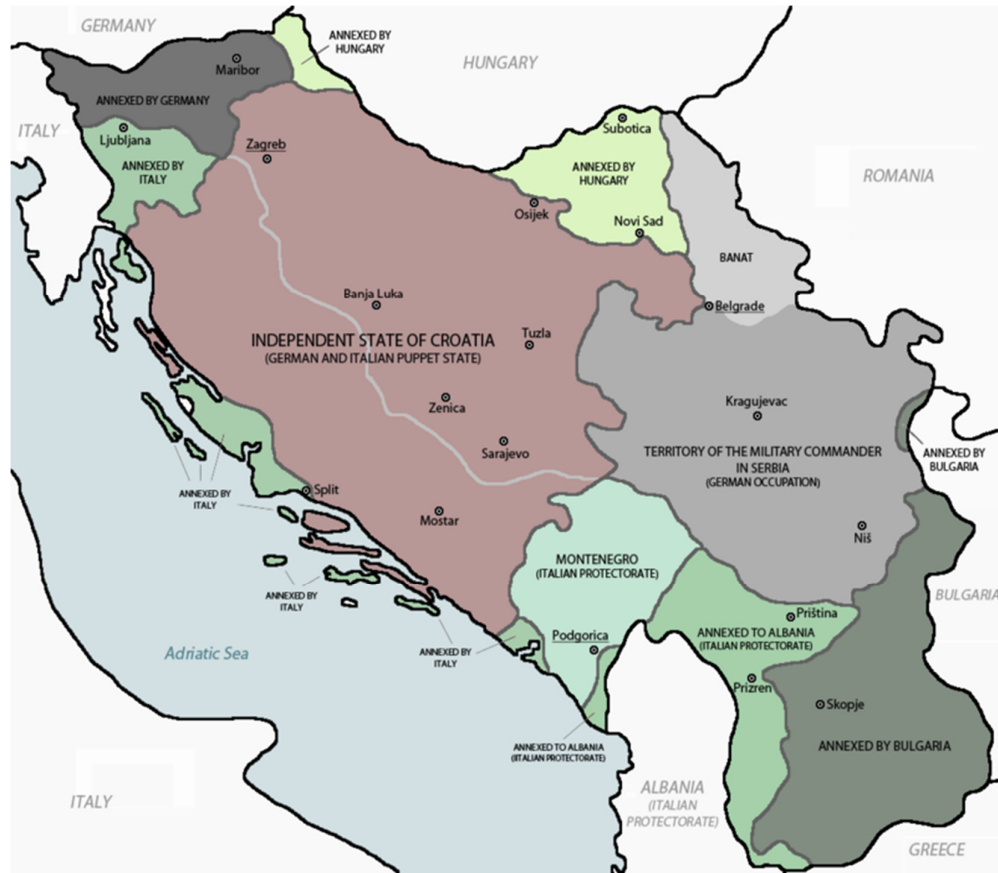 GERMANY
ANNEXED BY
HUNGARY
HUNGARY
Maribor
ANNEXED BY GERMANY
ITALY
Ljubljana
ANNEXED BY
ITALY
Zagreb
Subotica
ANNEXED BY
HUNGARY
ROMANIA
Osijek
Novi Sad
BANAT
Banja Luka
Belgrade
INDEPENDENT STATE OF CROATIA
(GERMAN AND ITALIAN PUPPET STATE)
Tuzla
Zenica
Kragujevac
Sarajevo
TERRITORY OF THE MILITARY COMMANDER
IN SERBIA
(GERMAN OCCUPATION)
ANNEXED BY
BULGARIA
ANNEXED BY
ITALY
Split
Mostar
Niš
MONTENEGRO
(ITALIAN PROTECTORATE)
ANNEXED BY
ITALY
BULGARIA
Priština
ANNEXED TO ALBANIA
(ITALIAN PROTECTORATE)
Podgorica
ANNEXED BY
ITALY
Adriatic Sea
Prizren
Skopje
ANNEXED TO ALBANIA
(ITALIAN PROTECTORATE)
ANNEXED BY BULGARIA
ITALY
ALBANIA
(ITALIAN
PROTECTORATE)
GREECE